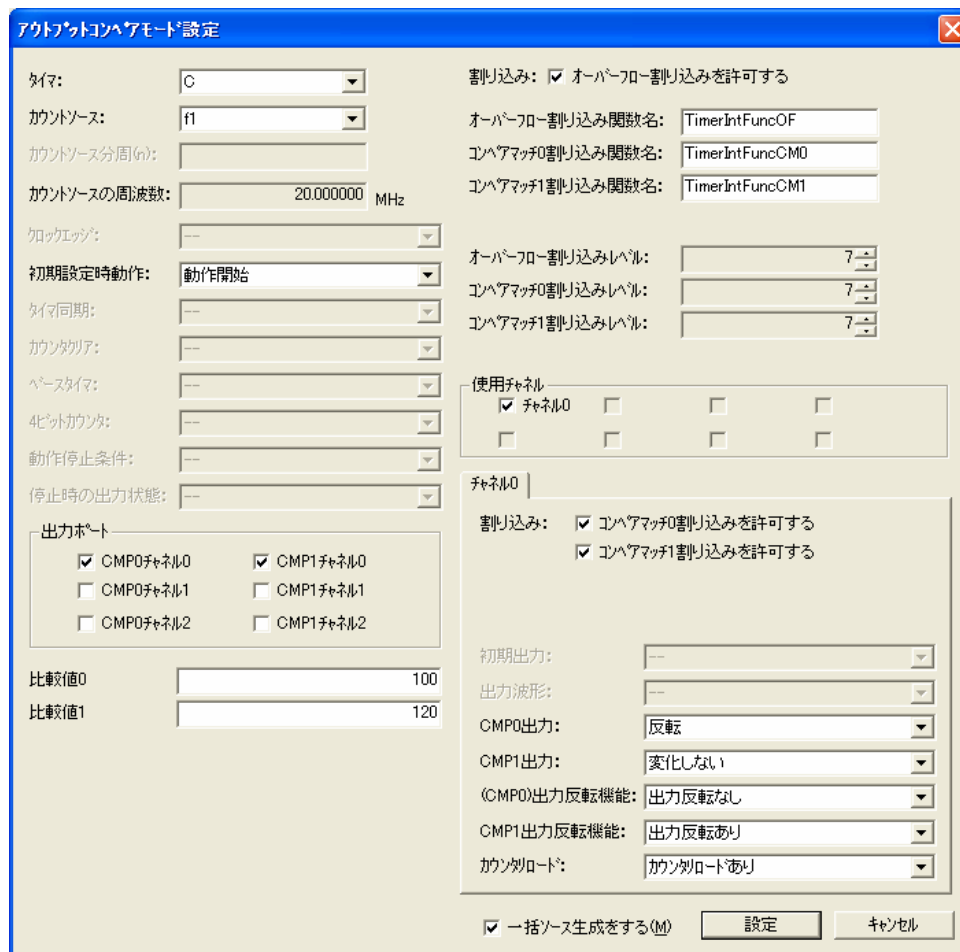 アウトプットコンペアモード設定
タイマ: C
カウントソース: f1
カウントソース分周(n):
カウントソースの周波数: 20.000000 MHz
クロックエッジ: --
初期設定時動作: 動作開始
タイマ同期: --
カウンタクリア: --
ベースタイマ: --
4ビットカウンタ: --
動作停止条件: --
停止時の出力状態: --
出力ポート
CMP0チャネル0 CMP1チャネル0
CMP0チャネル1 CMP1チャネル1
CMP0チャネル2 CMP1チャネル2
比較値0 100
比較値1 120
割り込み: オーバーフロー割り込みを許可する
オーバーフロー割り込み関数名: TimerIntFuncOF
コンペアマッチ0割り込み関数名: TimerIntFuncCM0
コンペアマッチ1割り込み関数名: TimerIntFuncCM1
オーバーフロー割り込みレベル: 7
コンペアマッチ0割り込みレベル: 7
コンペアマッチ1割り込みレベル: 7
使用チャネル
チャネル0
チャネル0
割り込み: コンペアマッチ0割り込みを許可する
コンペアマッチ1割り込みを許可する
初期出力: --
出力波形: --
CMP0出力: 反転
CMP1出力: 変化しない
(CMP0)出力反転機能: 出力反転なし
CMP1出力反転機能: 出力反転あり
カウンタリロード: カウンタリロードあり
一括ソース生成をする(M) 設定 キャンセル